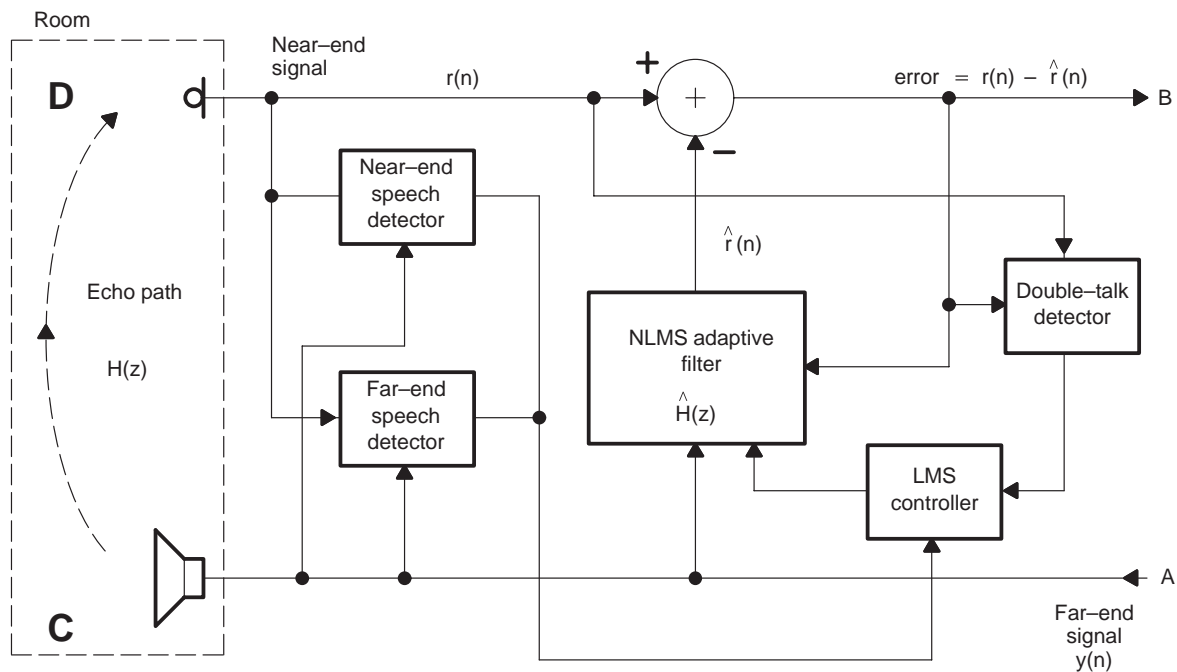 Room
Near–end
signal
D
r(n)
+
+
−
error = r(n) − r̂(n)
B
Near–end
speech
detector
r̂(n)
Echo path
H(z)
Double–talk
detector
NLMS adaptive
filter
Ĥ(z)
Far–end
speech
detector
LMS
controller
C
A
Far–end
signal
y(n)